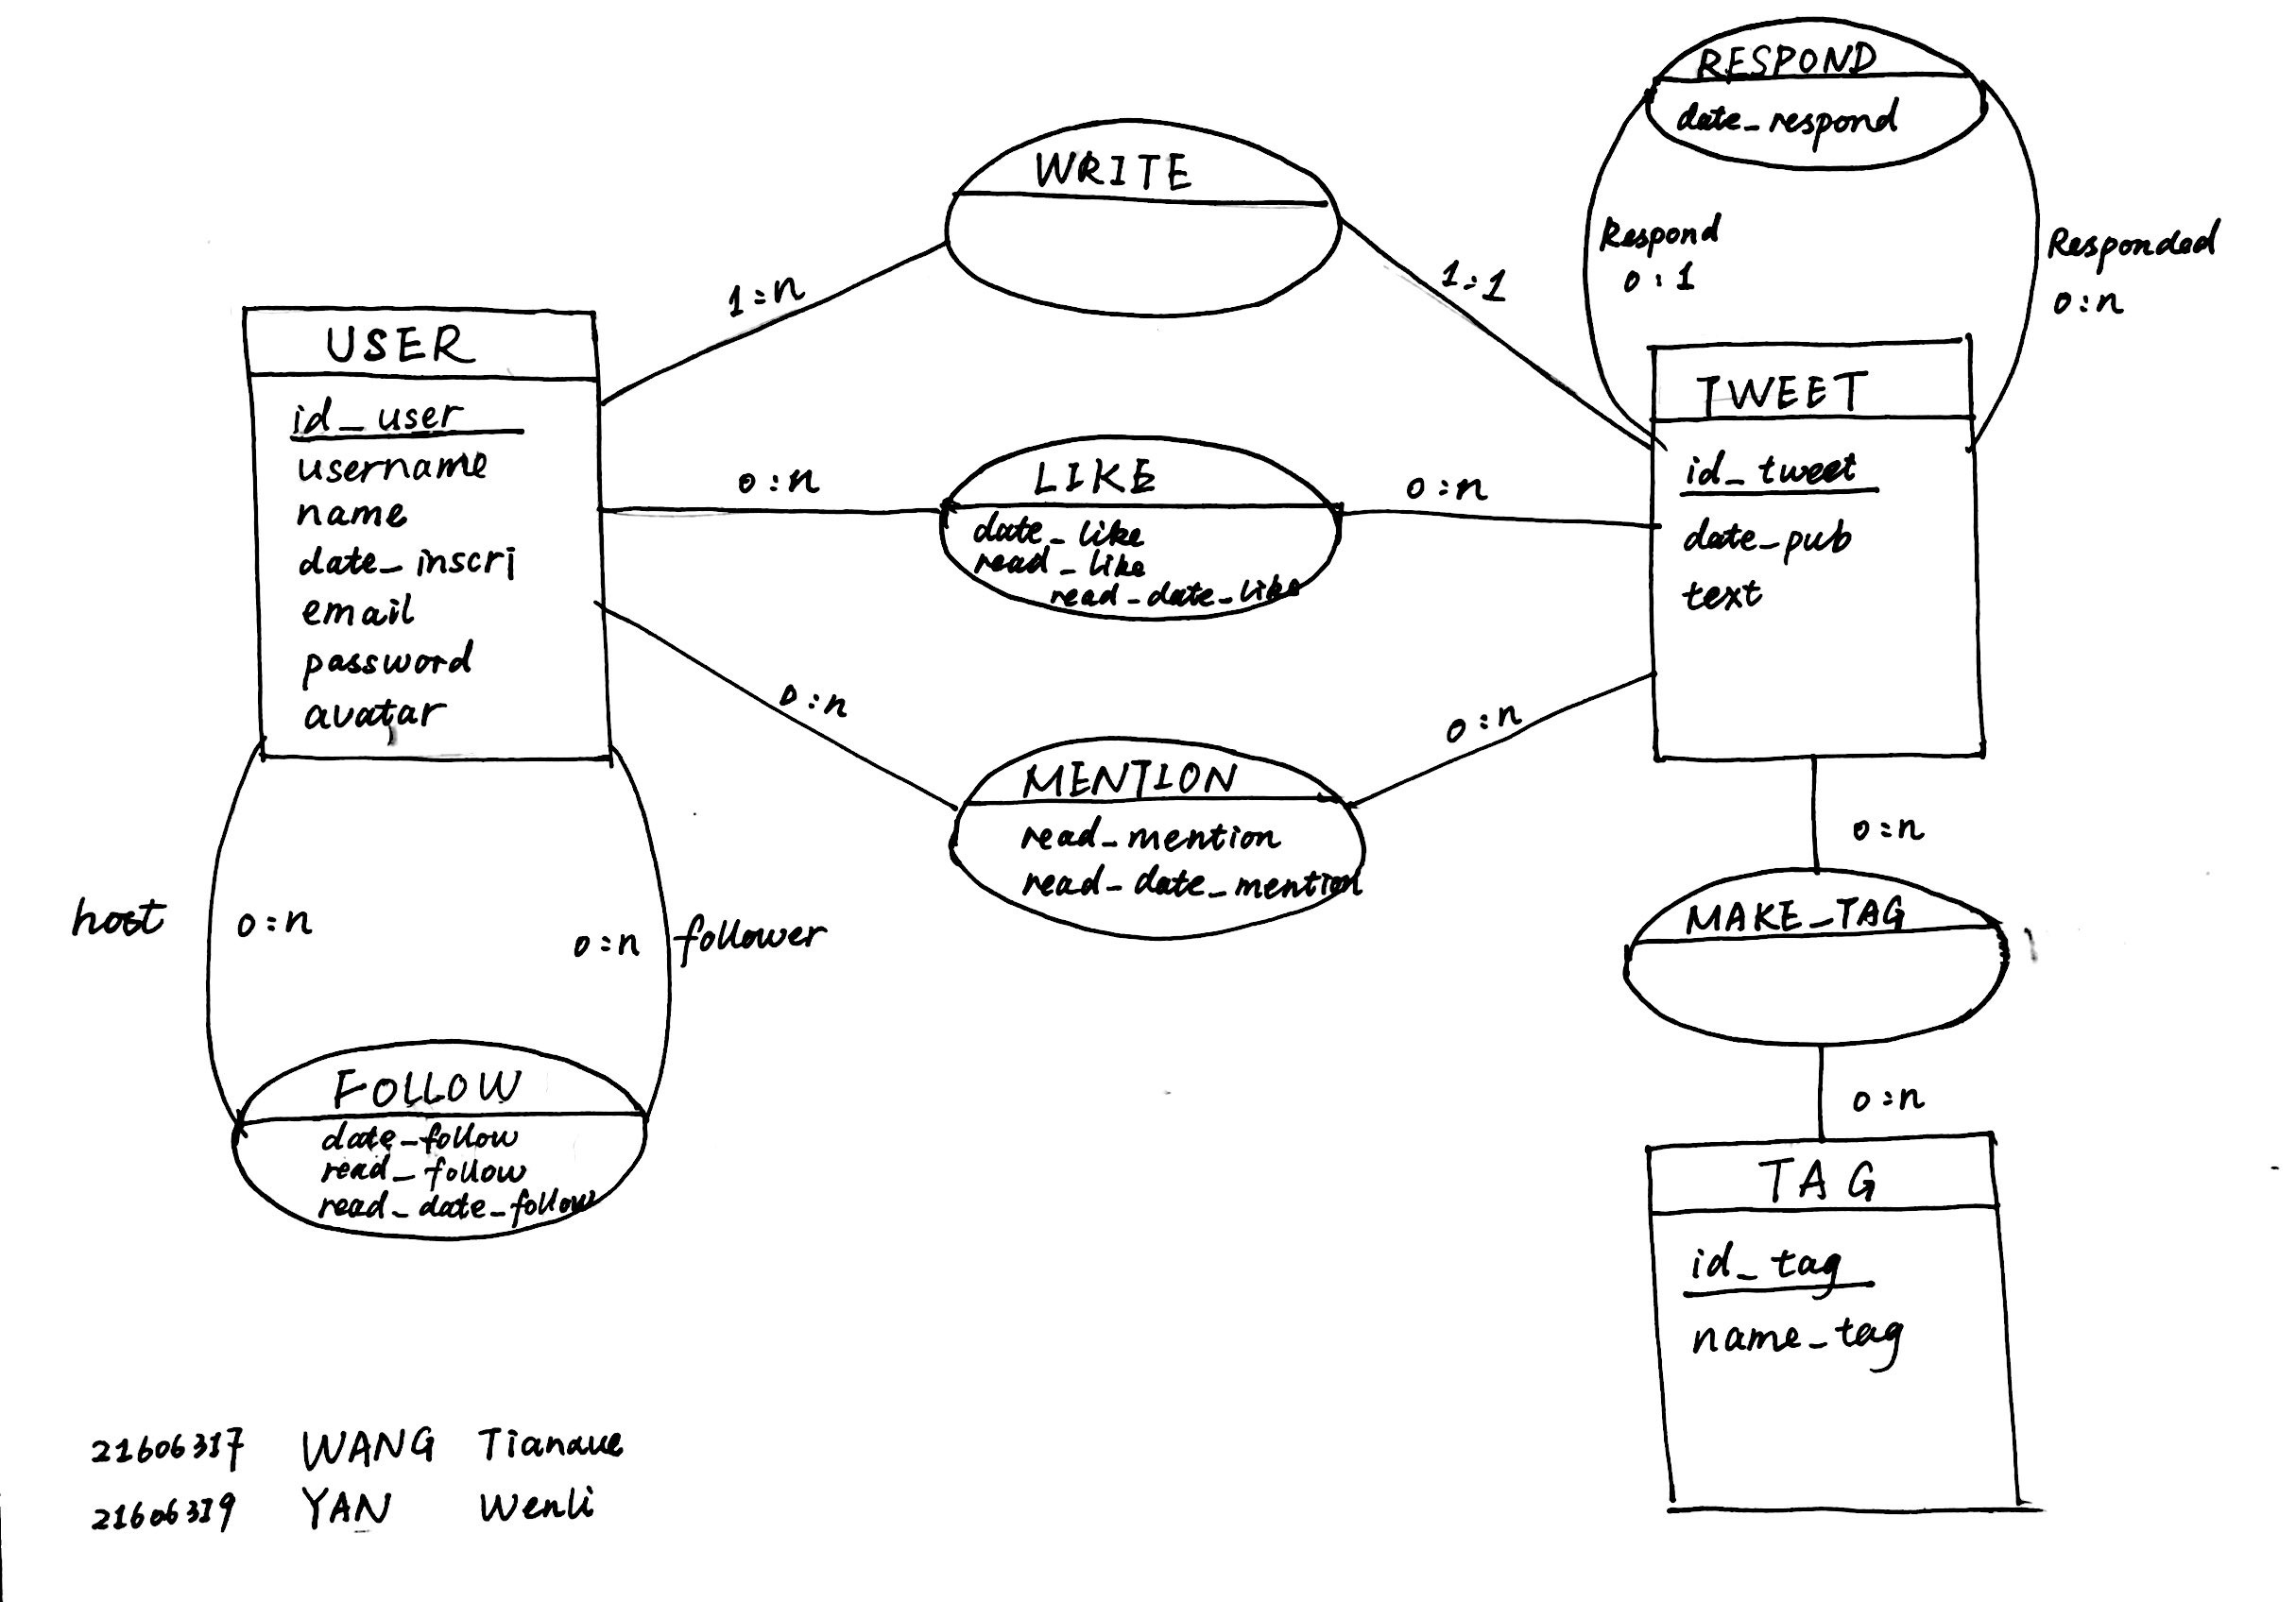 RESPOND
date_respond
Respond
0:1
Responded
0:n
WRITE
1:n
1:1
USER
id_user
username
name
date_inscri
email
password
avatar
LIKE
date_like
read_like
read_date_like
0:n
0:n
TWEET
id_tweet
date_pub
text
MENTION
read_mention
read_date_mention
0:n
0:n
host
0:n
0:n
follower
FOLLOW
date_follow
read_follow
read_date_follow
0:n
MAKE_TAG
0:n
TAG
id_tag
name_tag
21606317 WANG
21606319 YAN Wenli